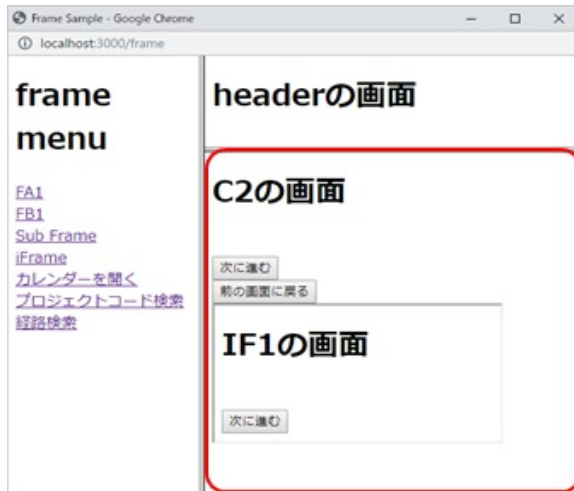 Frame Sample - Google Chrome
localhost:3000/frame
frame
menu
FA1
FB1
Sub Frame
iFrame
カレンダーを開く
プロジェクトコード検索
経路検索
headerの画面
C2の画面
次に進む
前の画面に戻る
IF1の画面
次に進む